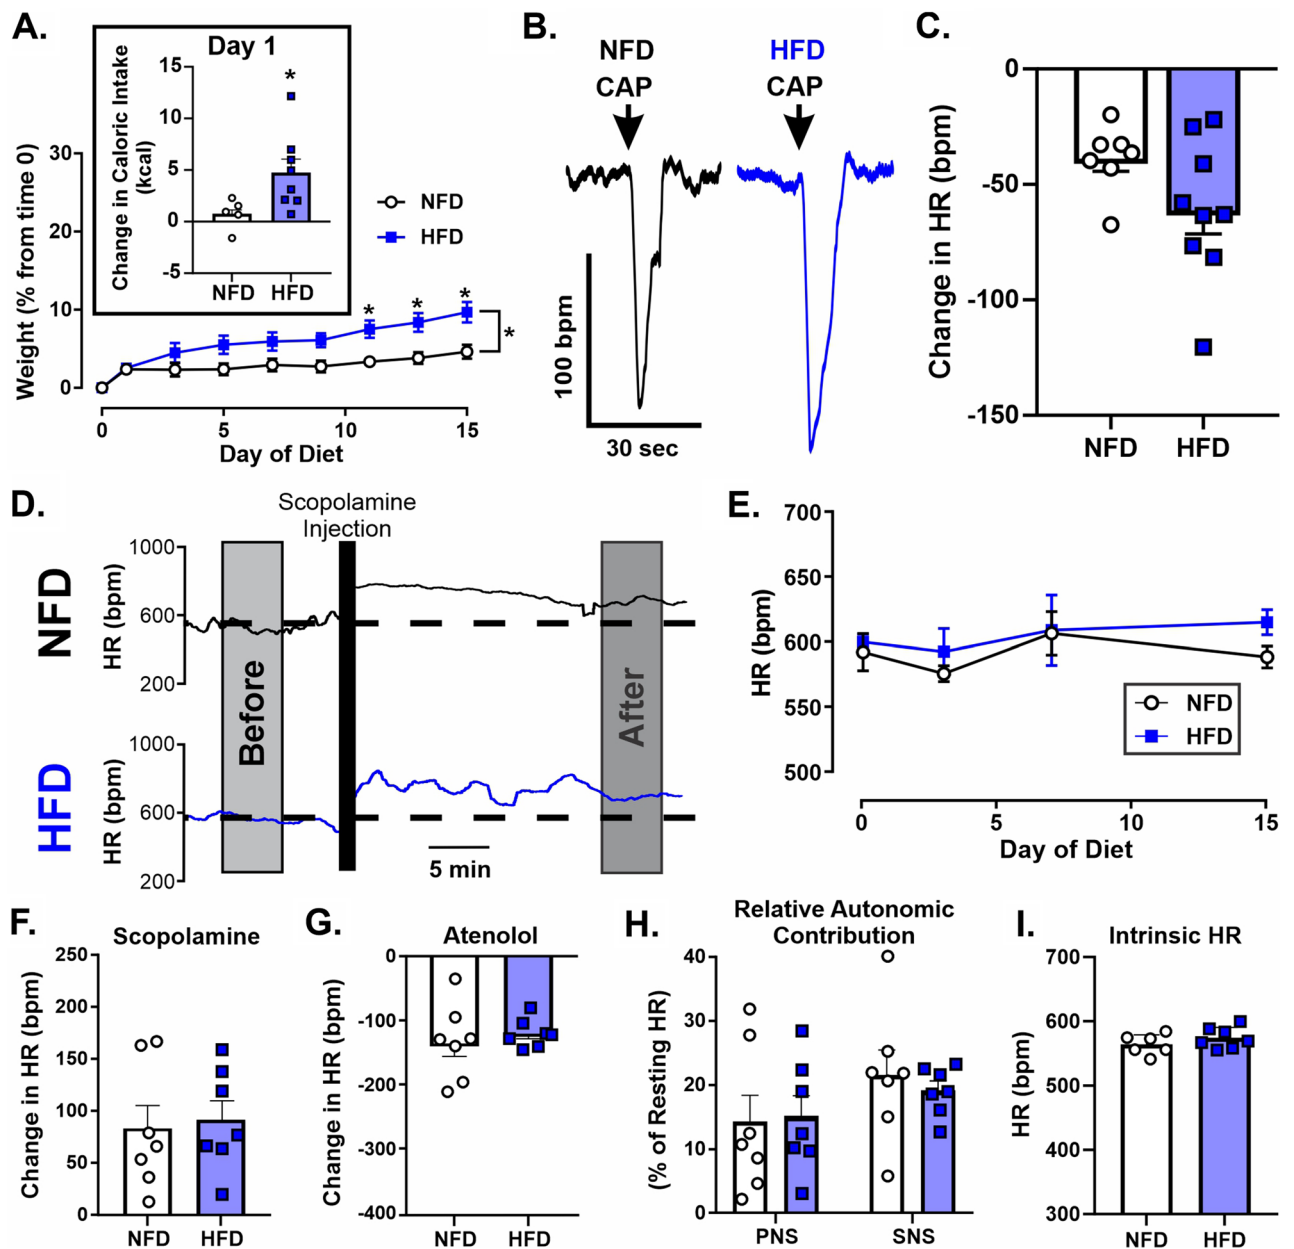 A.
Day 1
Change in Caloric Intake
(kcal)
15
10
5
0
-5
*
NFD
HFD
Weight (% from time 0)
30
20
10
0
NFD
HFD
*
*
*
*
0
5
10
15
Day of Diet
B.
NFD
CAP
HFD
CAP
100 bpm
30 sec
C.
Change in HR (bpm)
0
-50
-100
-150
NFD
HFD
D.
Scopolamine
Injection
NFD
HR (bpm)
1000
600
200
HFD
HR (bpm)
1000
600
200
Before
After
5 min
E.
HR (bpm)
700
650
600
550
500
NFD
HFD
0
5
10
15
Day of Diet
F.
Scopolamine
Change in HR (bpm)
250
200
150
100
50
0
NFD
HFD
G.
Atenolol
Change in HR (bpm)
0
-100
-200
-300
-400
NFD
HFD
H.
Relative Autonomic
Contribution
(% of Resting HR)
40
30
20
10
0
PNS
SNS
I.
Intrinsic HR
HR (bpm)
700
600
500
400
300
NFD
HFD